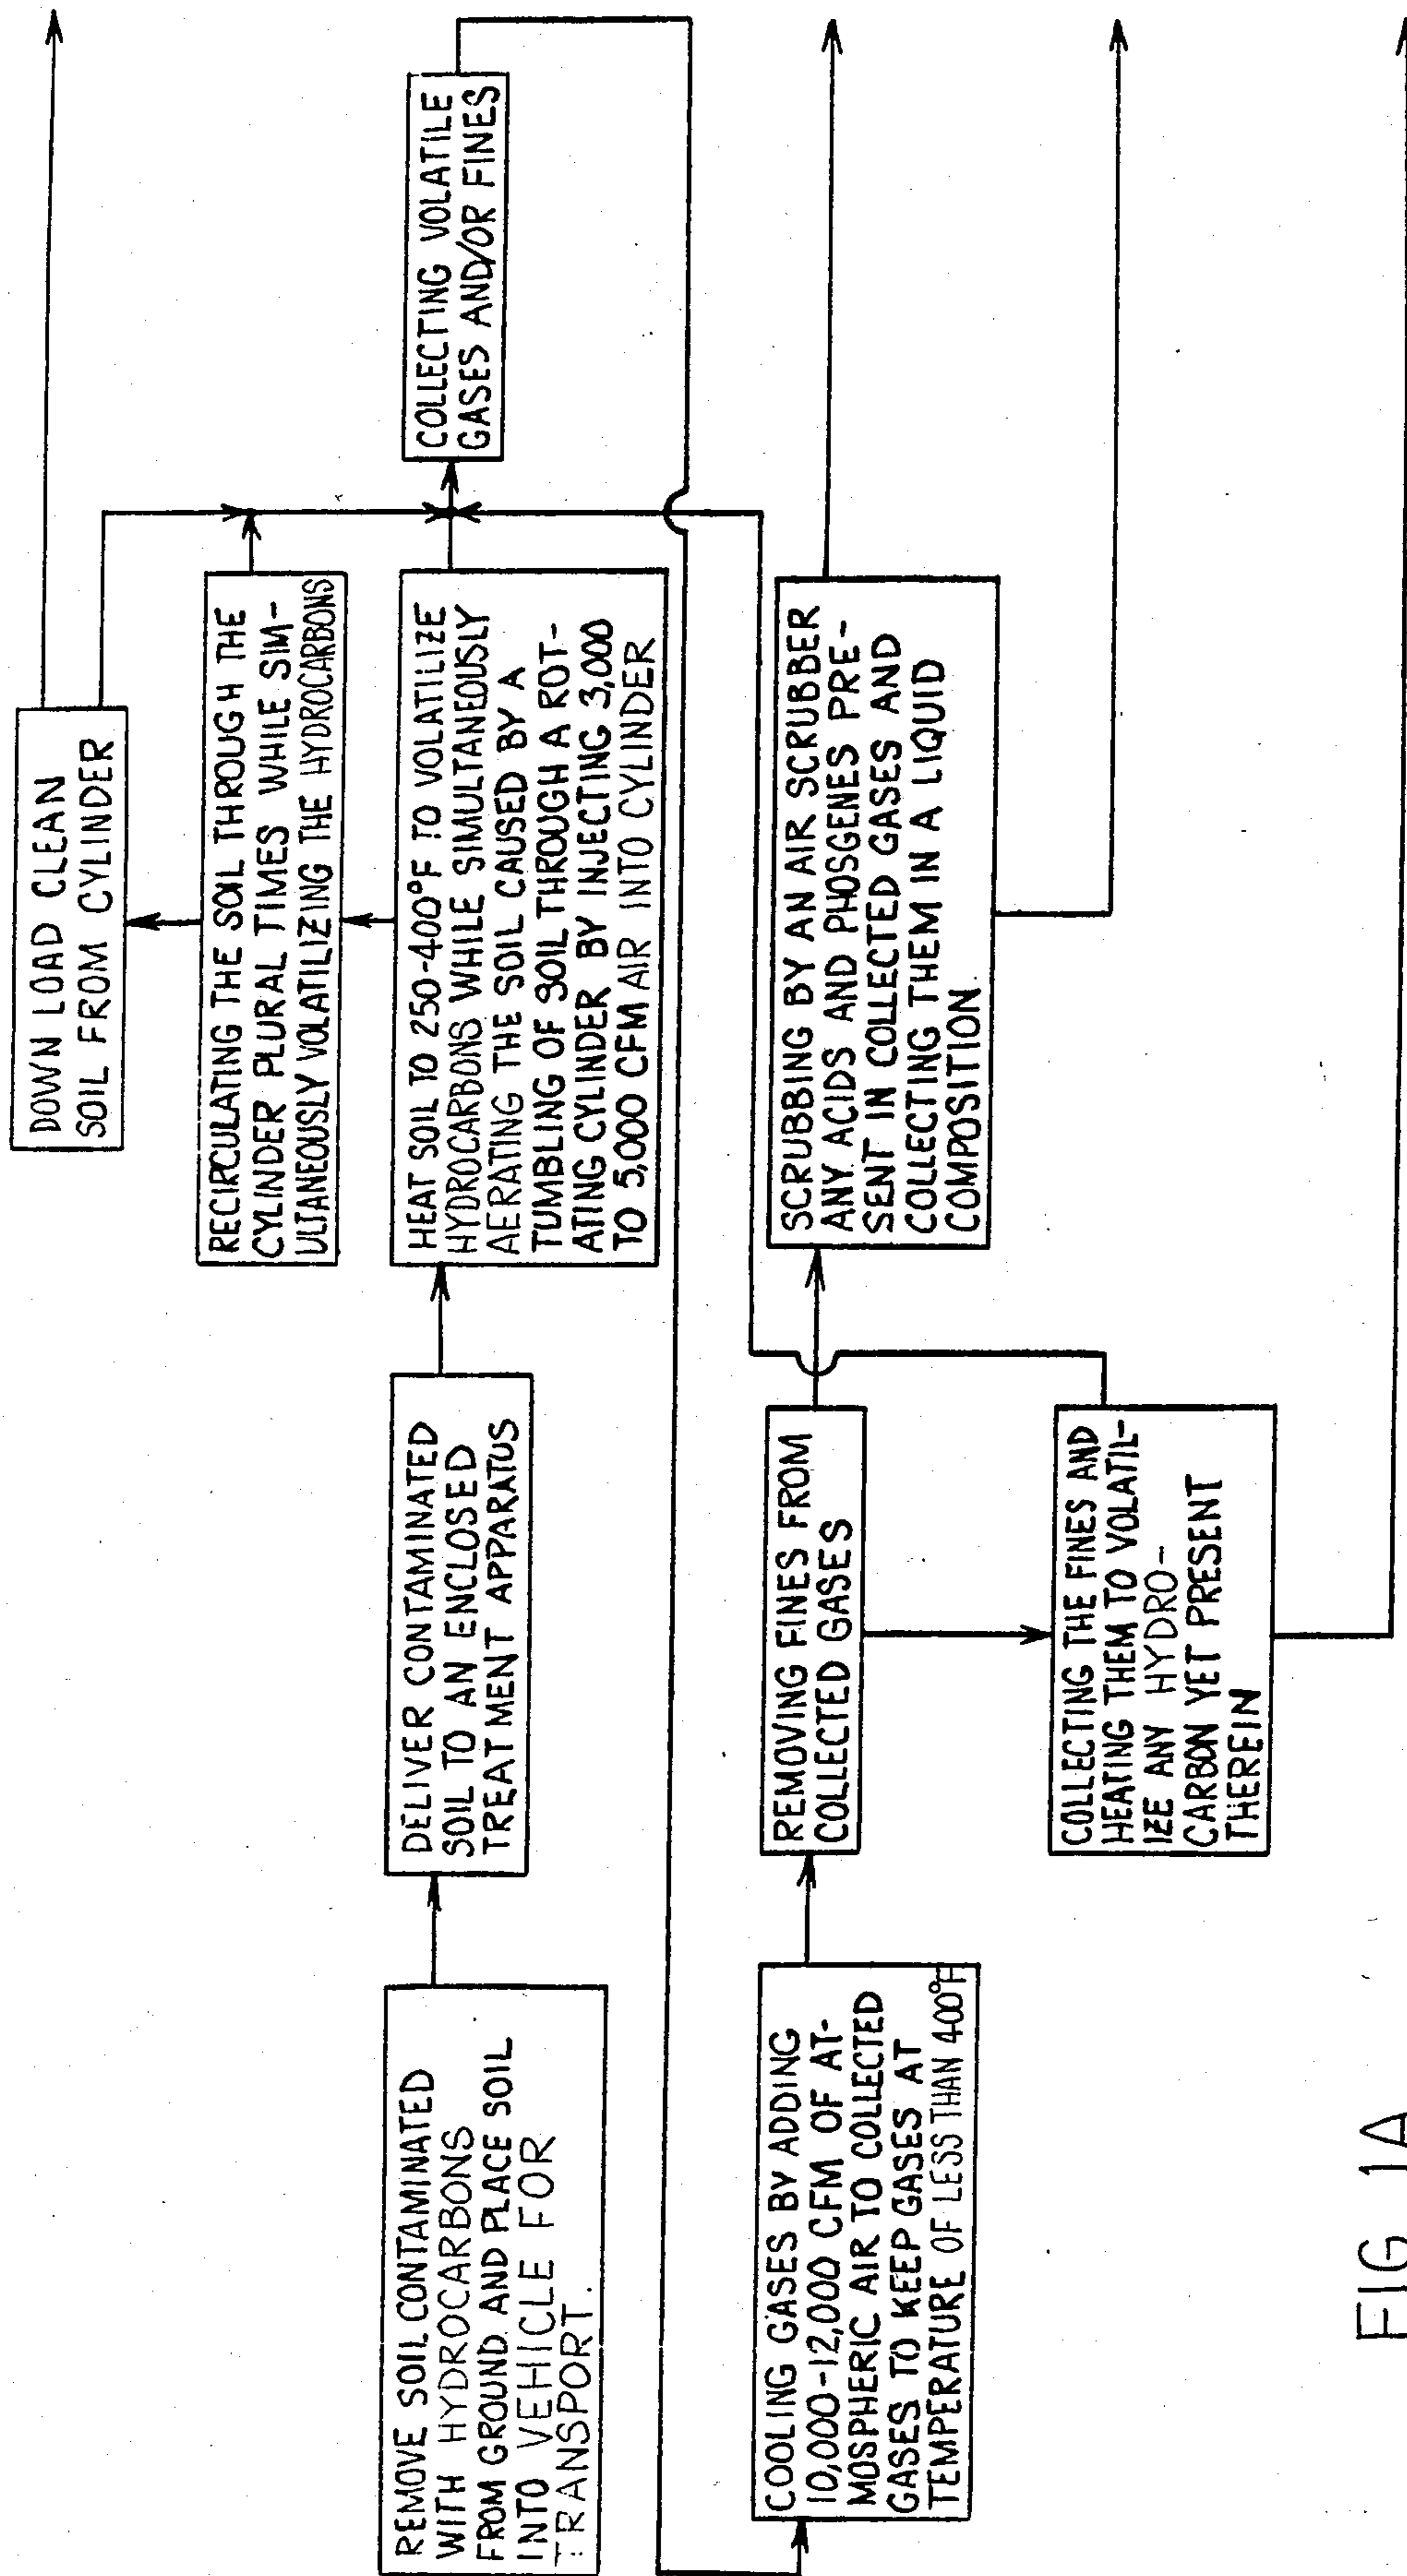 DOWN LOAD CLEAN
SOIL FROM CYLINDER
RECIRCULATING THE SOIL THROUGH THE
CYLINDER PLURAL TIMES WHILE SIM-
ULTANEOUSLY VOLATILIZING THE HYDROCARBONS
REMOVE SOIL CONTAMINATED
WITH HYDROCARBONS
FROM GROUND AND PLACE SOIL
INTO VEHICLE FOR
TRANSPORT.
DELIVER CONTAMINATED
SOIL TO AN ENCLOSED
TREATMENT APPARATUS
HEAT SOIL TO 250-400°F TO VOLATILIZE
HYDROCARBONS WHILE SIMULTANEOUSLY
AERATING THE SOIL CAUSED BY A
TUMBLING OF SOIL THROUGH A ROT-
ATING CYLINDER BY INJECTING 3,000
TO 5,000 CFM AIR INTO CYLINDER
COLLECTING VOLATILE
GASES AND/OR FINES
COOLING GASES BY ADDING
10,000-12,000 CFM OF AT-
MOSPHERIC AIR TO COLLECTED
GASES TO KEEP GASES AT
TEMPERATURE OF LESS THAN 400°F
REMOVING FINES FROM
COLLECTED GASES
SCRUBBING BY AN AIR SCRUBBER
ANY ACIDS AND PHOSGENES PRE-
SENT IN COLLECTED GASES AND
COLLECTING THEM IN A LIQUID
COMPOSITION
COLLECTING THE FINES AND
HEATING THEM TO VOLATIL-
IZE ANY HYDRO-
CARBON YET PRESENT
THEREIN
FIG 1A